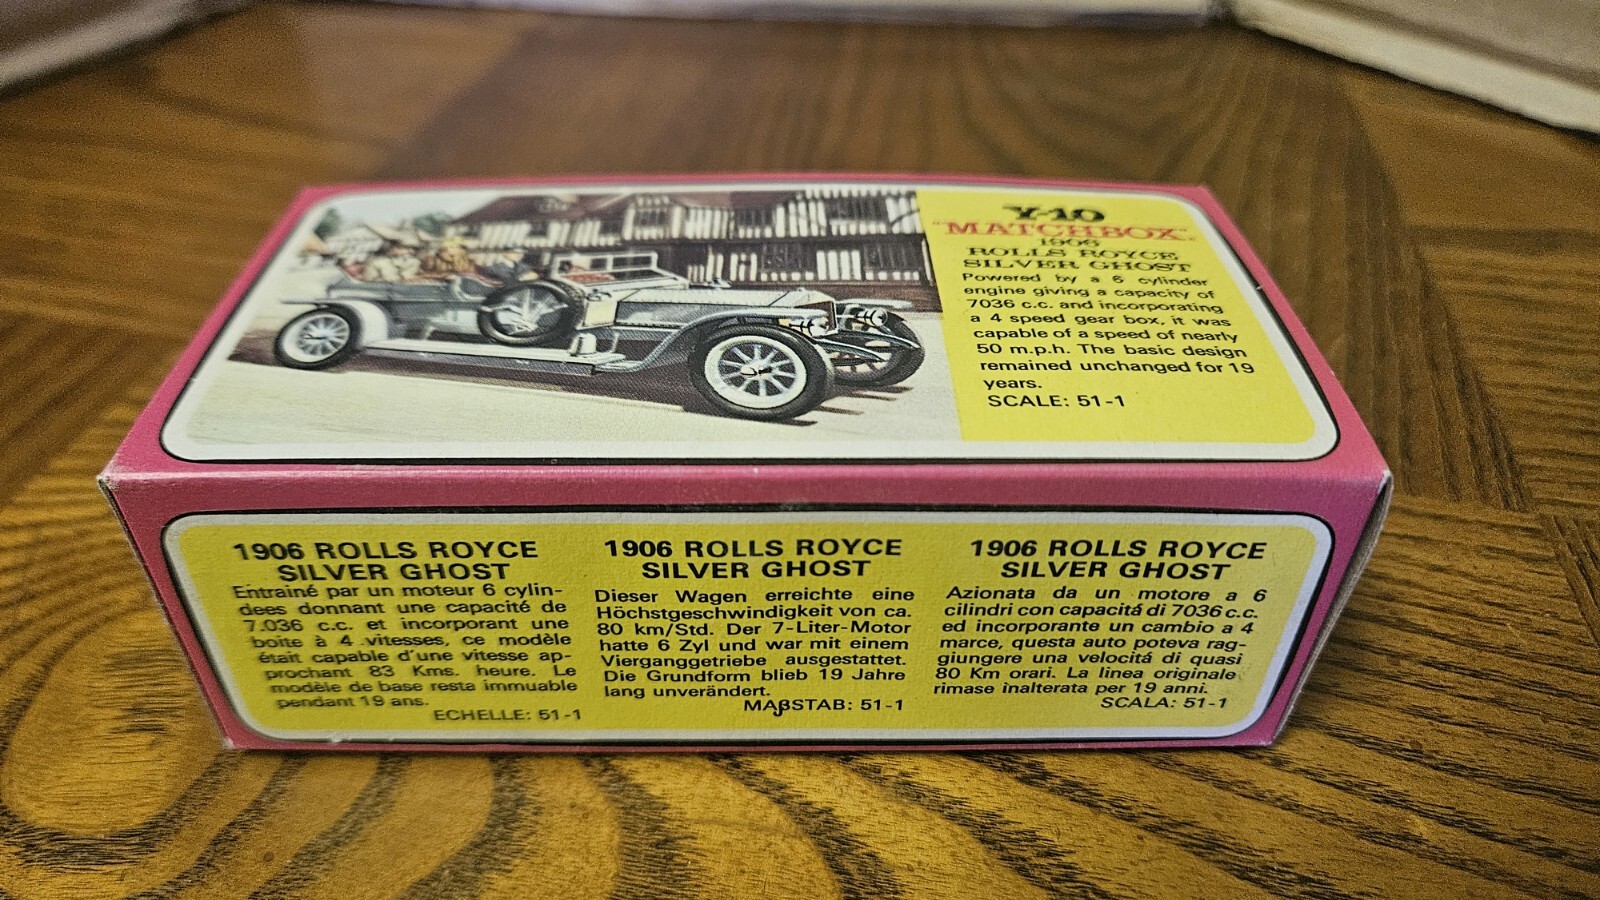 Y-10
"MATCHBOX"
1906
ROLLS ROYCE
SILVER GHOST
Powered by a 6 cylinder
engine giving a capacity of
7036 c.c. and incorporating
a 4 speed gear box, it was
capable of a speed of nearly
50 m.p.h. The basic design
remained unchanged for 19
years.
SCALE: 51-1
1906 ROLLS ROYCE
SILVER GHOST
Entrainé par un moteur 6 cylin-
dees donnant une capacité de
7.036 c.c. et incorporant une
boite à 4 vitesses, ce modèle
était capable d'une vitesse ap-
prochant 83 Kms. heure. Le
modèle de base resta immuable
pendant 19 ans.
ECHELLE: 51-1
1906 ROLLS ROYCE
SILVER GHOST
Dieser Wagen erreichte eine
Höchstgeschwindigkeit von ca.
80 km/Std. Der 7-Liter-Motor
hatte 6 Zyl und war mit einem
Vierganggetriebe ausgestattet.
Die Grundform blieb 19 Jahre
lang unverändert.
MAßSTAB: 51-1
1906 ROLLS ROYCE
SILVER GHOST
Azionata da un motore a 6
cilindri con capacitá di 7036 c.c.
ed incorporante un cambio a 4
marce, questa auto poteva rag-
giungere una velocitá di quasi
80 Km orari. La linea originale
rimase inalterata per 19 anni.
SCALA: 51-1